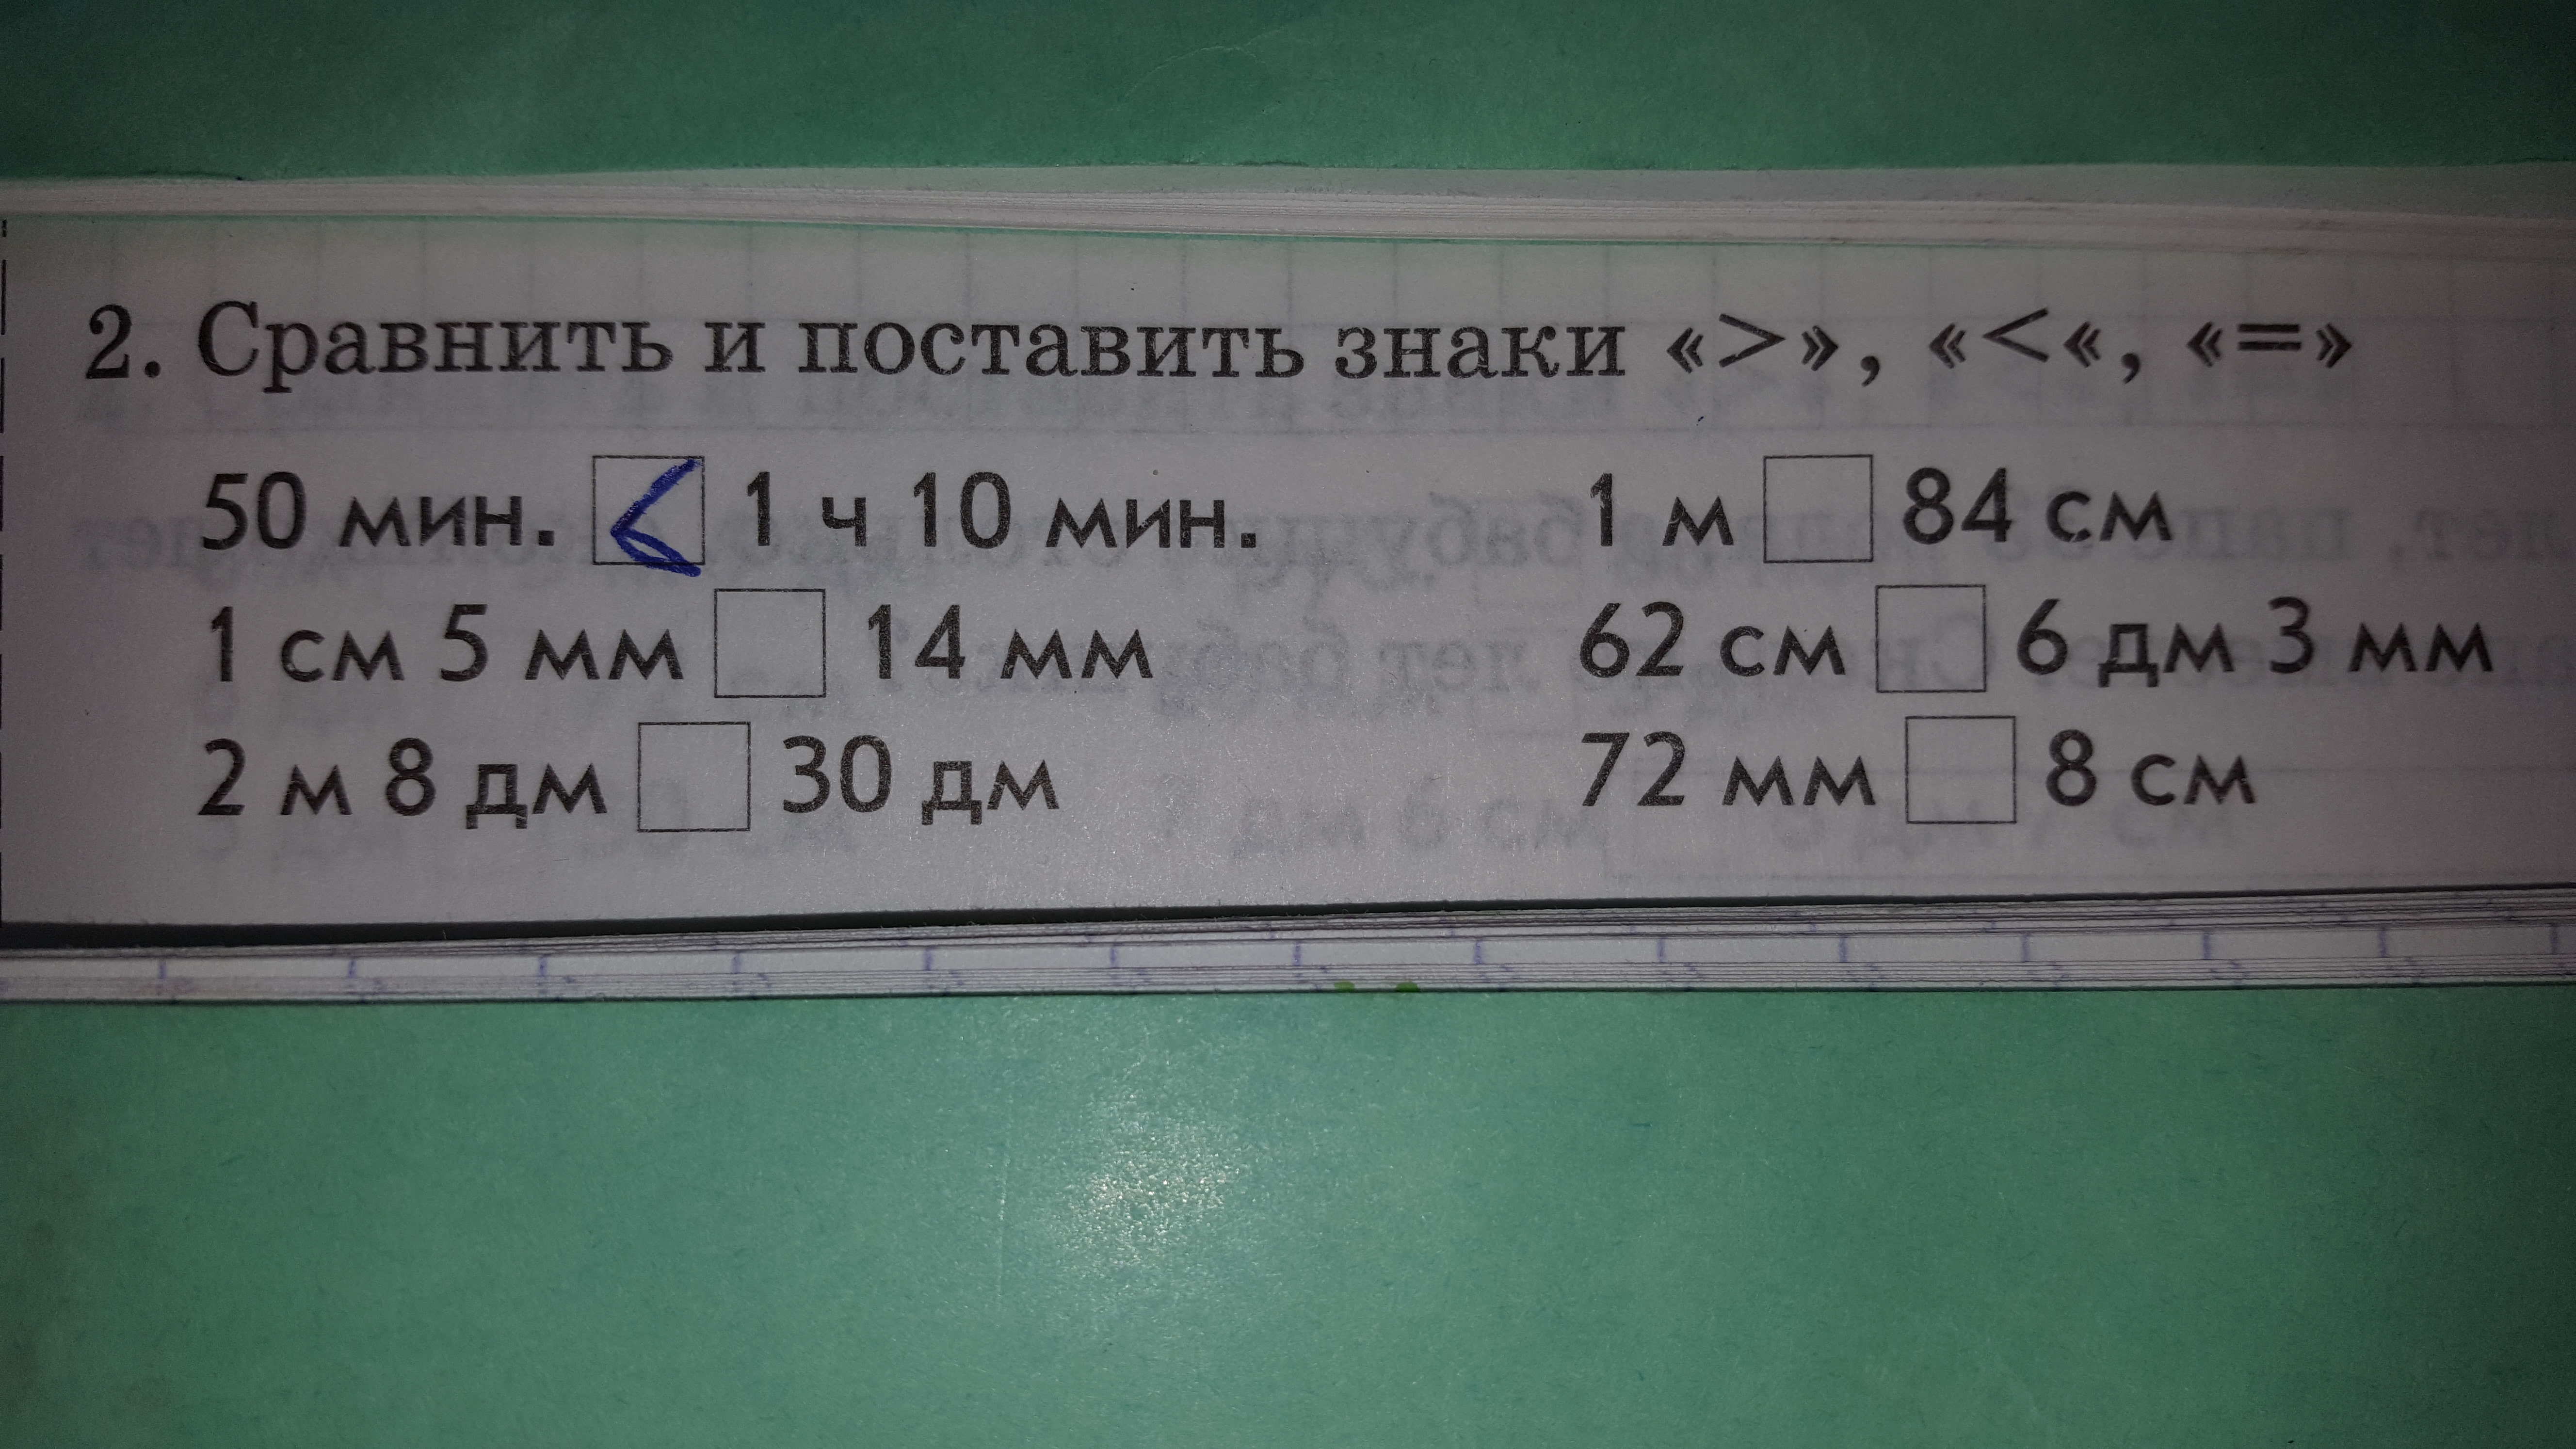 2. Сравнить и поставить знаки «>», «<«, «=»
50 мин. < 1 ч 10 мин. 1 м □ 84 см
1 см 5 мм □ 14 мм 62 см □ 6 дм 3 мм
2 м 8 дм □ 30 дм 72 мм □ 8 см